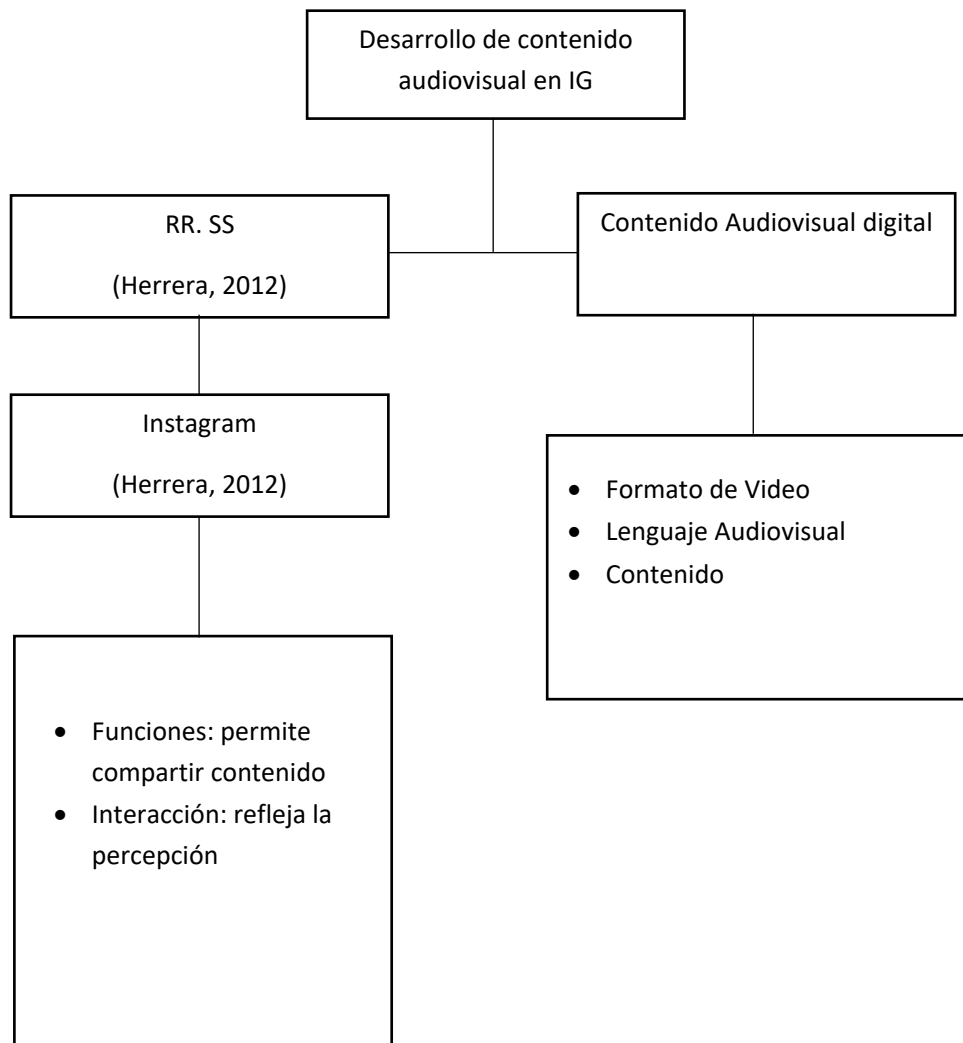 Desarrollo de contenido
audiovisual en IG
RR. SS
(Herrera, 2012)
Contenido Audiovisual digital
Instagram
(Herrera, 2012)
• Formato de Video
• Lenguaje Audiovisual
• Contenido
• Funciones: permite
compartir contenido
• Interacción: refleja la
percepción